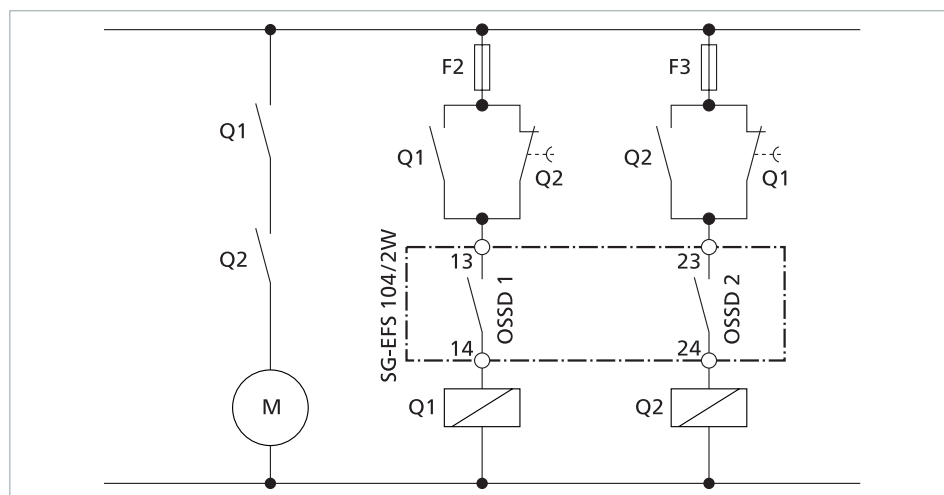 F2
F3
Q1
Q1
Q2
Q2
Q1
Q2
SG-EFS 104/2W
13
OSSD 1
14
23
OSSD 2
24
M
Q1
Q2